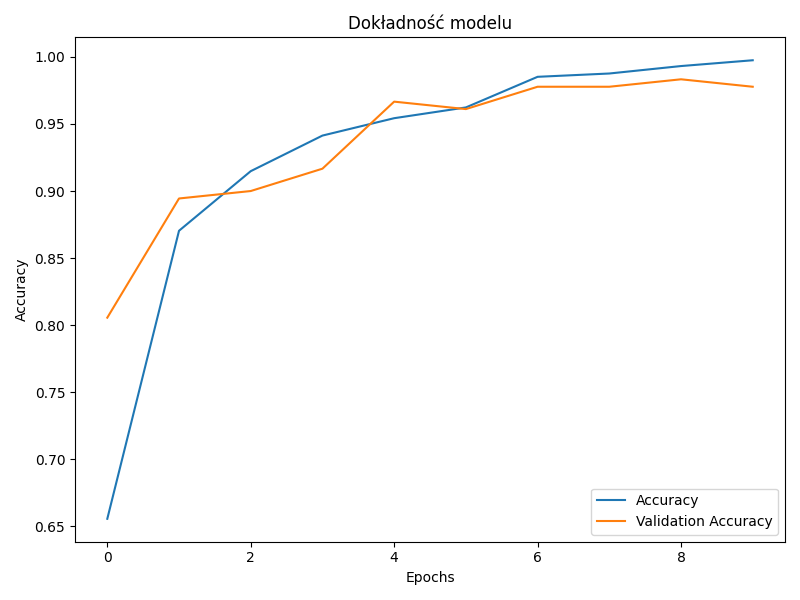 Dokładność modelu
1.00
0.95
0.90
0.85
0.80
0.75
0.70
0.65
Accuracy
0 2 4 6 8
Epochs
Accuracy
Validation Accuracy